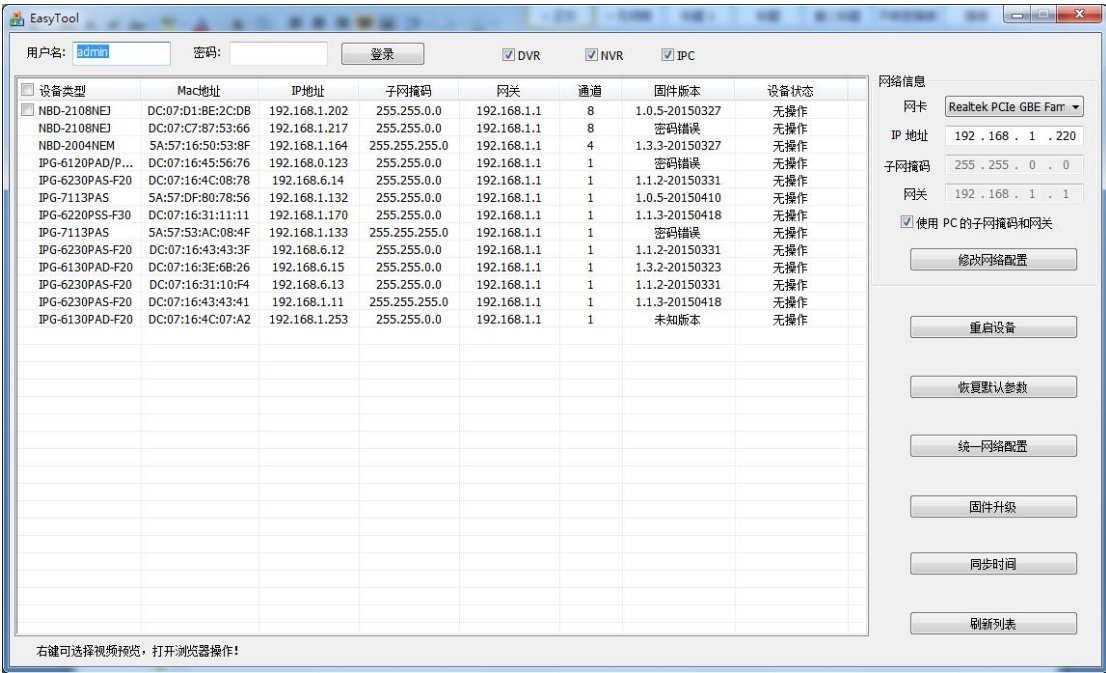 EasyTool
用户名: admin 密码: 登录 DVR NVR IPC
设备类型 Mac地址 IP地址 子网掩码 网关 通道 固件版本 设备状态
NBD-2108NEJ DC:07:D1:BE:2C:DB 192.168.1.202 255.255.0.0 192.168.1.1 8 1.0.5-20150327 无操作
NBD-2108NEJ DC:07:C7:87:53:66 192.168.1.217 255.255.0.0 192.168.1.1 8 密码错误 无操作
NBD-2004NEM 5A:57:16:50:53:8F 192.168.1.164 255.255.255.0 192.168.1.1 4 1.3.3-20150327 无操作
IPG-6120PAD/P... DC:07:16:45:56:76 192.168.0.123 255.255.0.0 192.168.1.1 1 密码错误 无操作
IPG-6230PAS-F20 DC:07:16:4C:08:78 192.168.6.14 255.255.0.0 192.168.1.1 1 1.1.2-20150331 无操作
IPG-7113PAS 5A:57:DF:80:78:56 192.168.1.132 255.255.0.0 192.168.1.1 1 1.0.5-20150410 无操作
IPG-6220PSS-F30 DC:07:16:31:11:11 192.168.1.170 255.255.0.0 192.168.1.1 1 1.1.3-20150418 无操作
IPG-7113PAS 5A:57:53:AC:08:4F 192.168.1.133 255.255.255.0 192.168.1.1 1 密码错误 无操作
IPG-6230PAS-F20 DC:07:16:43:43:3F 192.168.6.12 255.255.0.0 192.168.1.1 1 1.1.2-20150331 无操作
IPG-6130PAD-F20 DC:07:16:3E:6B:26 192.168.6.15 255.255.0.0 192.168.1.1 1 1.3.2-20150323 无操作
IPG-6230PAS-F20 DC:07:16:31:10:F4 192.168.6.13 255.255.0.0 192.168.1.1 1 1.1.2-20150331 无操作
IPG-6230PAS-F20 DC:07:16:43:43:41 192.168.1.11 255.255.255.0 192.168.1.1 1 1.1.3-20150418 无操作
IPG-6130PAD-F20 DC:07:16:4C:07:A2 192.168.1.253 255.255.0.0 192.168.1.1 1 未知版本 无操作
网络信息
网卡 Realtek PCIe GBE Fam
IP 地址 192 . 168 . 1 . 220
子网掩码 255 . 255 . 0 . 0
网关 192 . 168 . 1 . 1
使用 PC的子网掩码和网关
修改网络配置
重启设备
恢复默认参数
统一网络配置
固件升级
同步时间
刷新列表
右键可选择视频预览，打开浏览器操作!